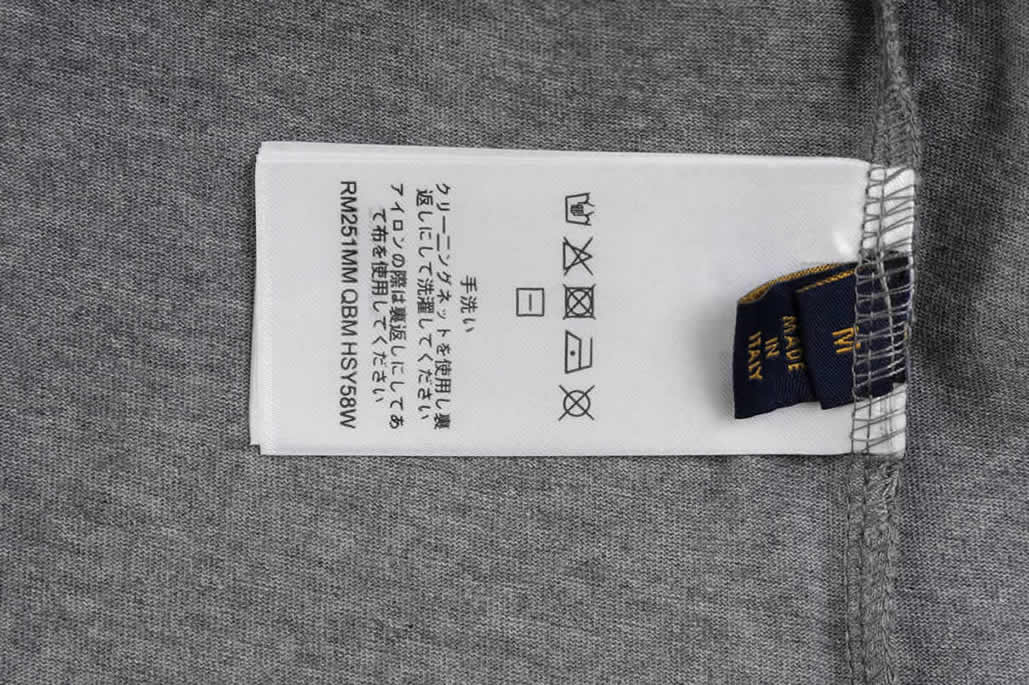 手洗い
クリーニングネットを使用し裏
返しにして洗濯してください
アイロンの際は裏返しにしてあ
て布を使用してください
RM251MM QBM HSY58W
M
MADE
IN
ITALY